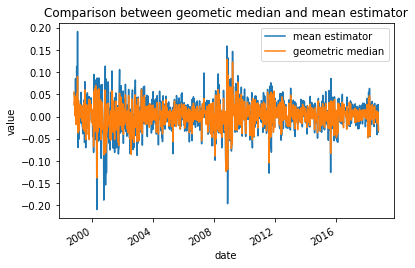 Comparison between geometic median and mean estimator
mean estimator
geometric median
0.20
0.15
0.10
0.05
0.00
−0.05
−0.10
−0.15
−0.20
value
2000
2004
2008
2012
2016
date